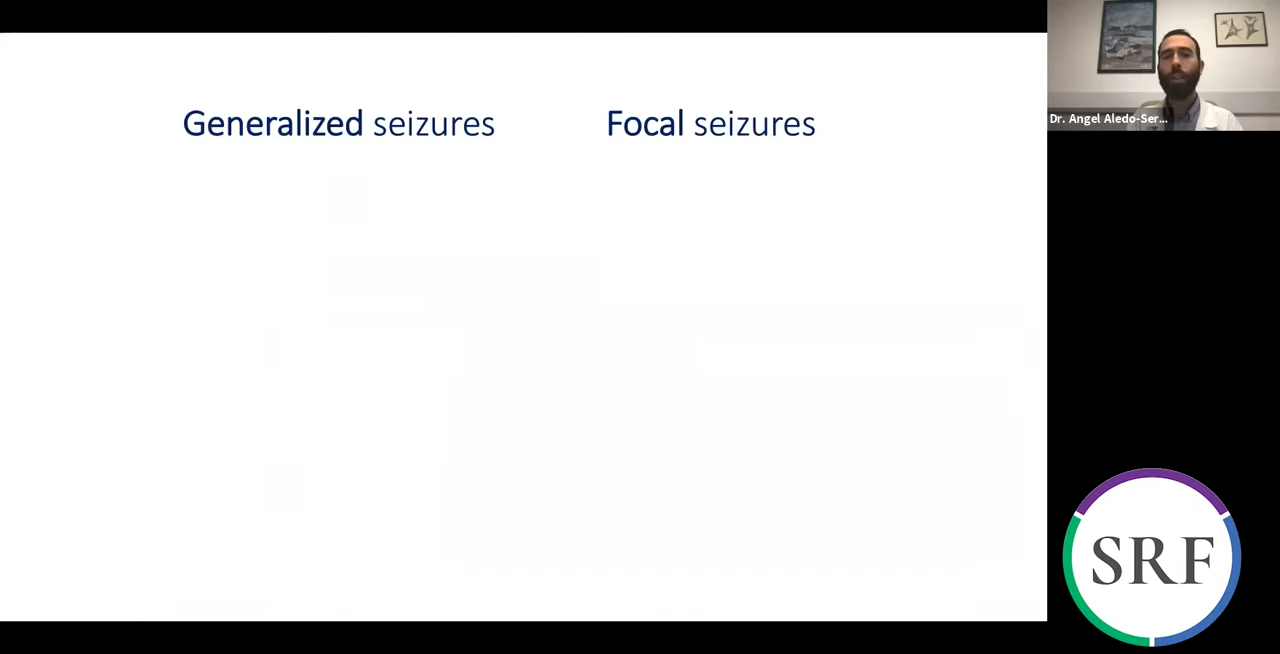 Generalized seizures
Focal seizures
Dr. Angel Aledo-Ser...
SRF